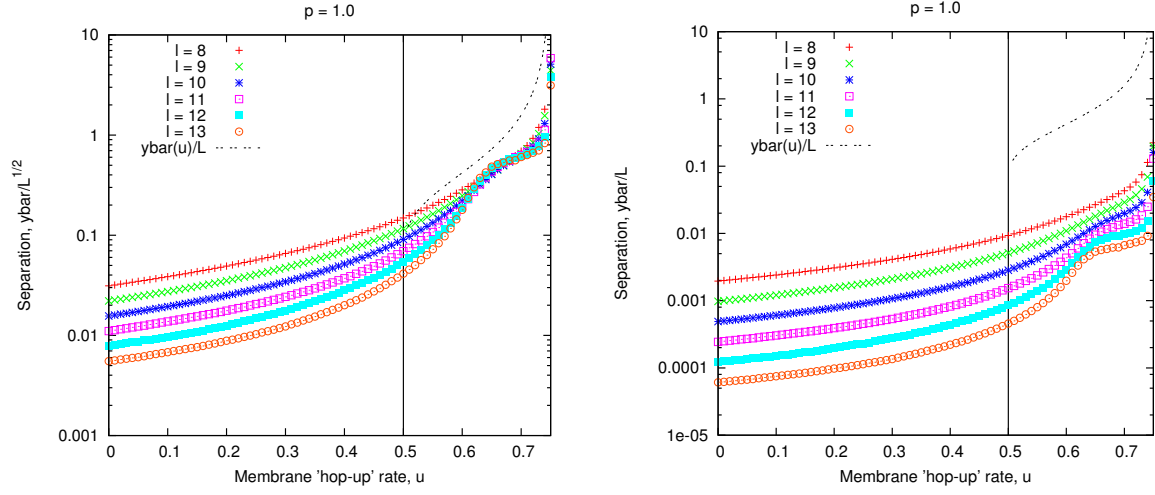 p = 1.0
10
1
0.1
0.01
0.001
Separation, ybar/L^1/2
l = 8
l = 9
l = 10
l = 11
l = 12
l = 13
ybar(u)/L
0 0.1 0.2 0.3 0.4 0.5 0.6 0.7
Membrane 'hop-up' rate, u
p = 1.0
10
1
0.1
0.01
0.001
0.0001
1e-05
Separation, ybar/L
l = 8
l = 9
l = 10
l = 11
l = 12
l = 13
ybar(u)/L
0 0.1 0.2 0.3 0.4 0.5 0.6 0.7
Membrane 'hop-up' rate, u